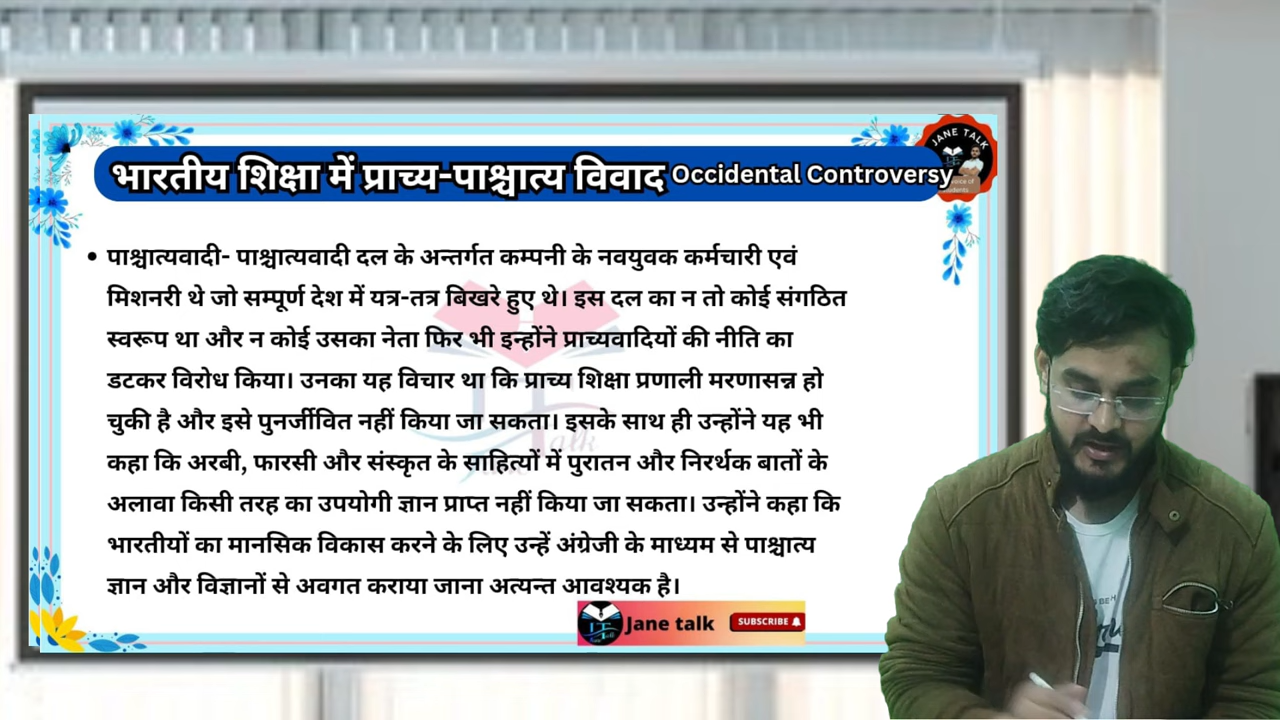 भारतीय शिक्षा में प्राच्य-पाश्चात्य विवाद Occidental Controversy
JANE TALK
पाश्चात्यवादी- पाश्चात्यवादी दल के अन्तर्गत कम्पनी के नवयुवक कर्मचारी एवं
मिशनरी थे जो सम्पूर्ण देश में यत्र-तत्र बिखरे हुए थे। इस दल का न तो कोई संगठित
स्वरूप था और न कोई उसका नेता फिर भी इन्होंने प्राच्यवादियों की नीति का
डटकर विरोध किया। उनका यह विचार था कि प्राच्य शिक्षा प्रणाली मरणासन्न हो
चुकी है और इसे पुनर्जीवित नहीं किया जा सकता। इसके साथ ही उन्होंने यह भी
कहा कि अरबी, फारसी और संस्कृत के साहित्यों में पुरातन और निरर्थक बातों के
अलावा किसी तरह का उपयोगी ज्ञान प्राप्त नहीं किया जा सकता। उन्होंने कहा कि
भारतीयों का मानसिक विकास करने के लिए उन्हें अंग्रेजी के माध्यम से पाश्चात्य
ज्ञान और विज्ञानों से अवगत कराया जाना अत्यन्त आवश्यक है।
Jane talk
SUBSCRIBE